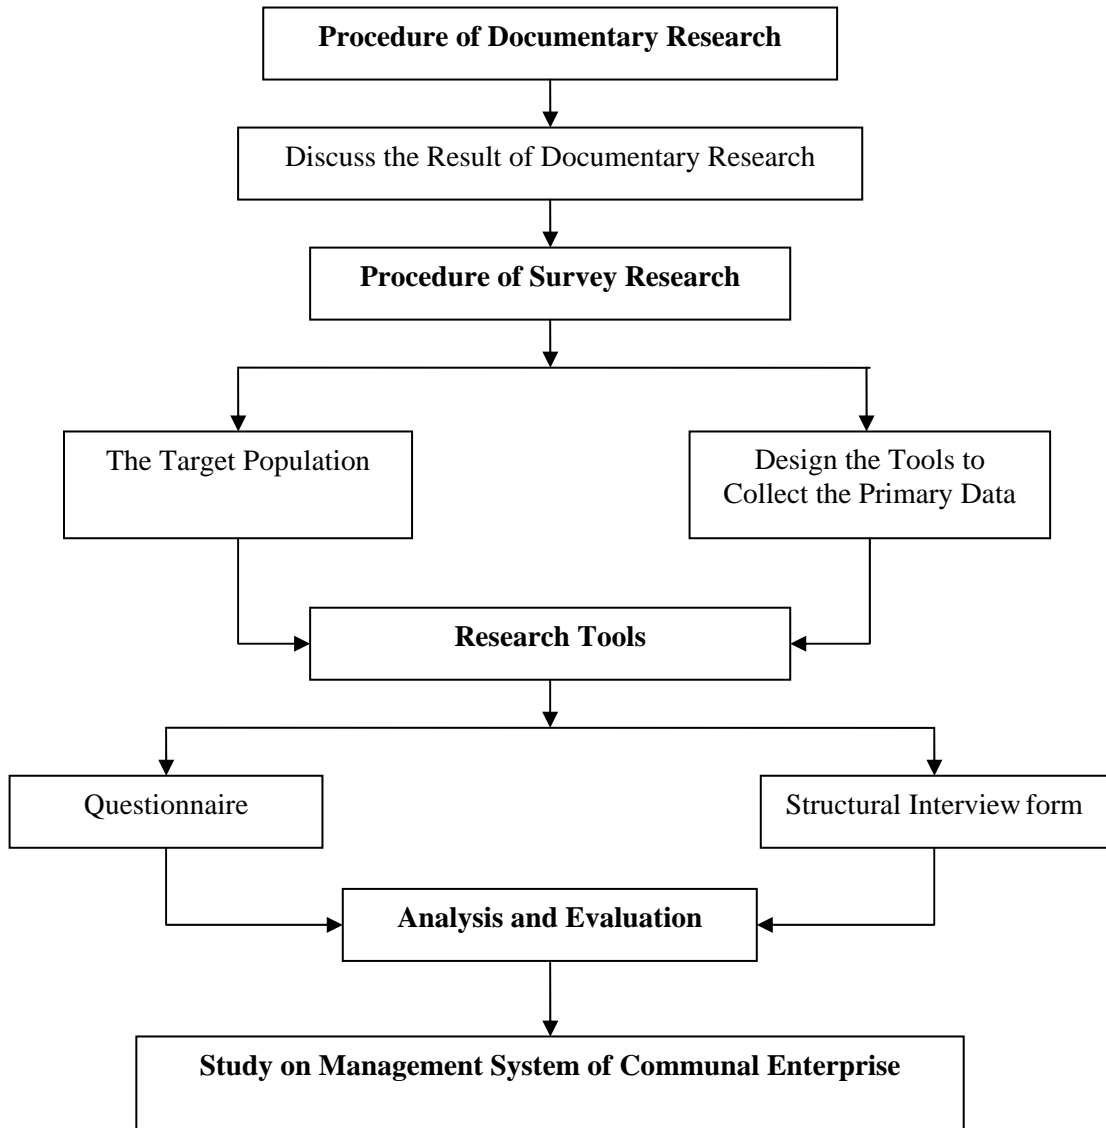 Procedure of Documentary Research
Discuss the Result of Documentary Research
Procedure of Survey Research
The Target Population
Design the Tools to
Collect the Primary Data
Research Tools
Questionnaire
Structural Interview form
Analysis and Evaluation
Study on Management System of Communal Enterprise